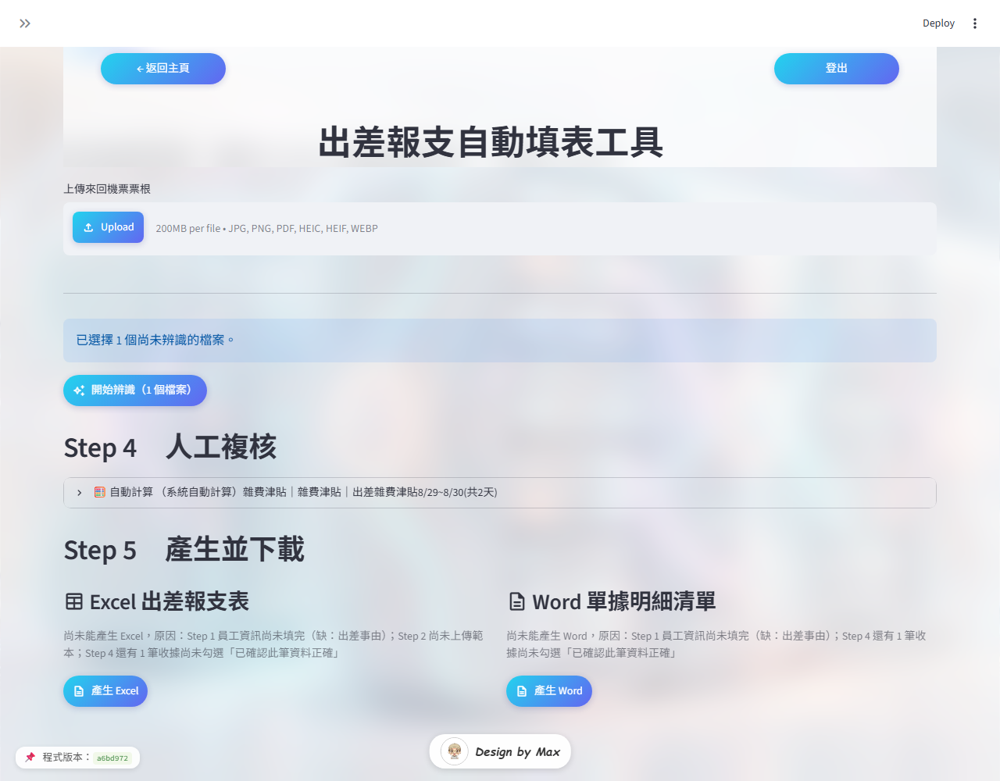 Deploy
← 返回主頁
登出
出差報支自動填表工具
上傳來回機票票根
Upload
200MB per file • JPG, PNG, PDF, HEIC, HEIF, WEBP
已選擇 1 個尚未辨識的檔案。
開始辨識（1 個檔案）
Step 4　人工複核
自動計算 （系統自動計算）雜費津貼｜雜費津貼｜出差雜費津貼8/29~8/30(共2天)
Step 5　產生並下載
Excel 出差報支表
尚未能產生 Excel，原因：Step 1 員工資訊尚未填完（缺：出差事由）；Step 2 尚未上傳範
本；Step 4 還有 1 筆收據尚未勾選「已確認此筆資料正確」
產生 Excel
Word 單據明細清單
尚未能產生 Word，原因：Step 1 員工資訊尚未填完（缺：出差事由）；Step 4 還有 1 筆收
據尚未勾選「已確認此筆資料正確」
產生 Word
程式版本：a6bd972
Design by Max